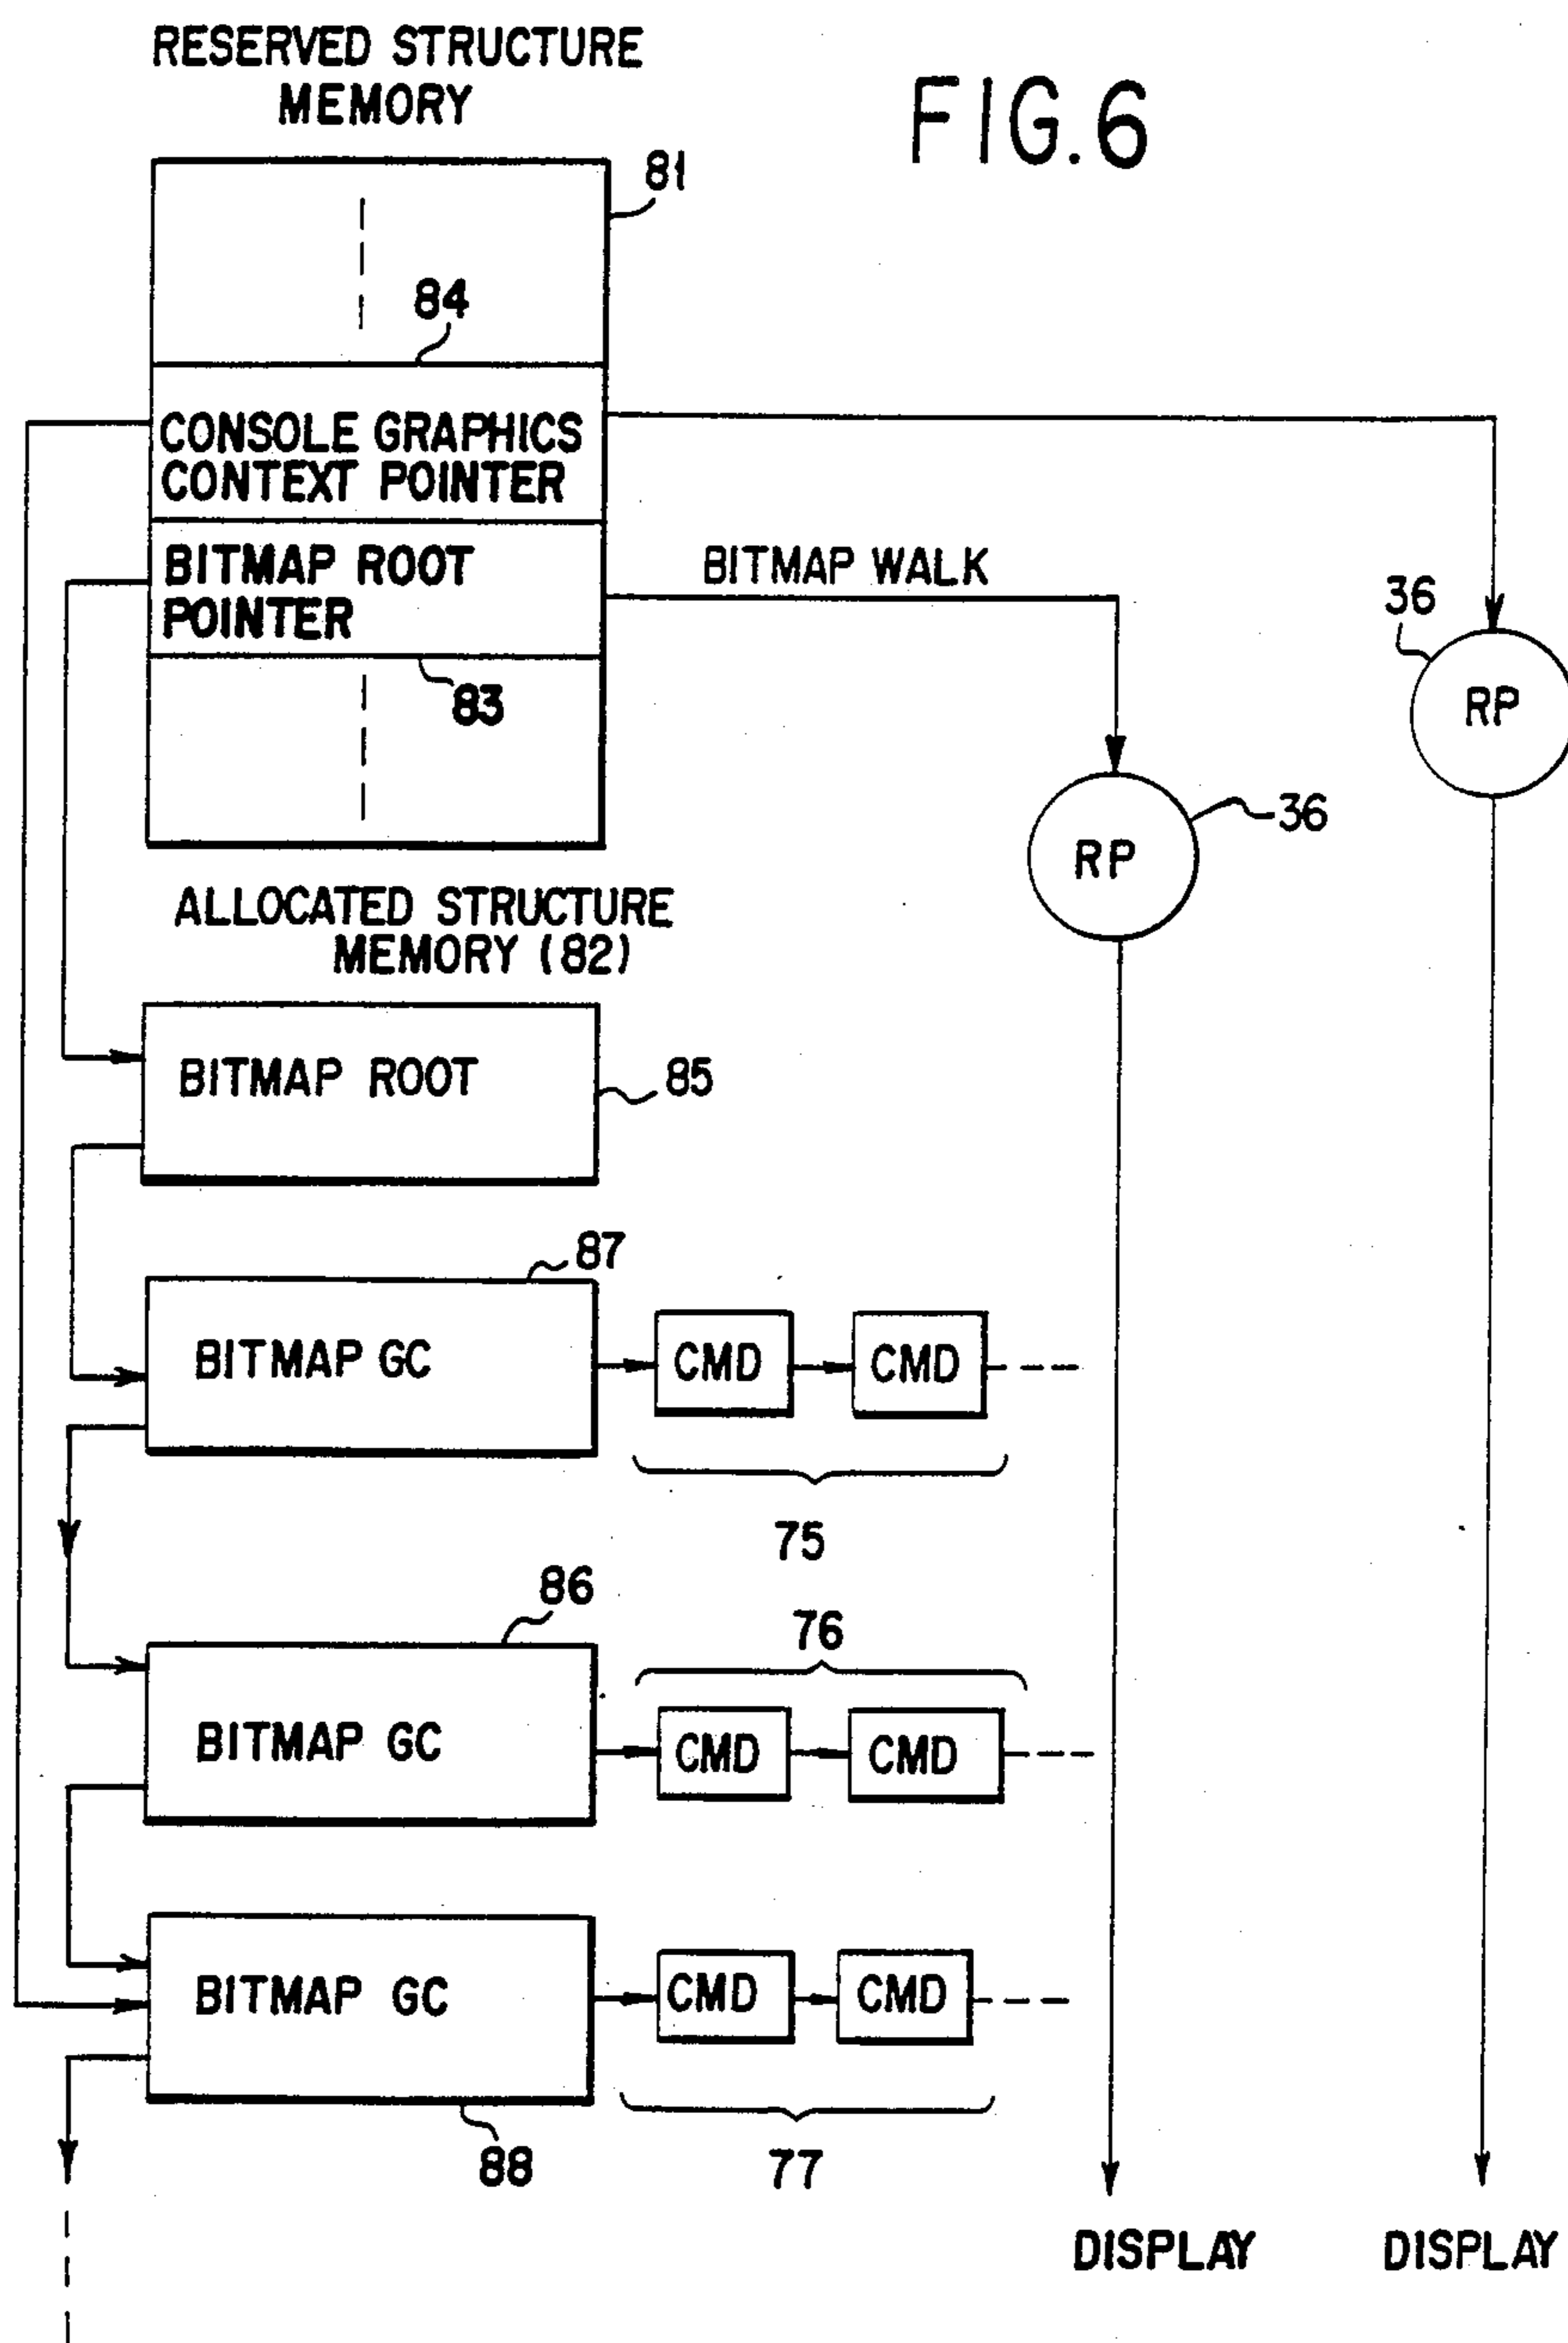 RESERVED STRUCTURE
MEMORY
FIG.6
81
84
CONSOLE GRAPHICS
CONTEXT POINTER
BITMAP ROOT
POINTER
BITMAP WALK
83
36
RP
36
RP
ALLOCATED STRUCTURE
MEMORY (82)
BITMAP ROOT
85
87
BITMAP GC
CMD
CMD
75
86
76
BITMAP GC
CMD
CMD
BITMAP GC
CMD
CMD
88
77
DISPLAY
DISPLAY